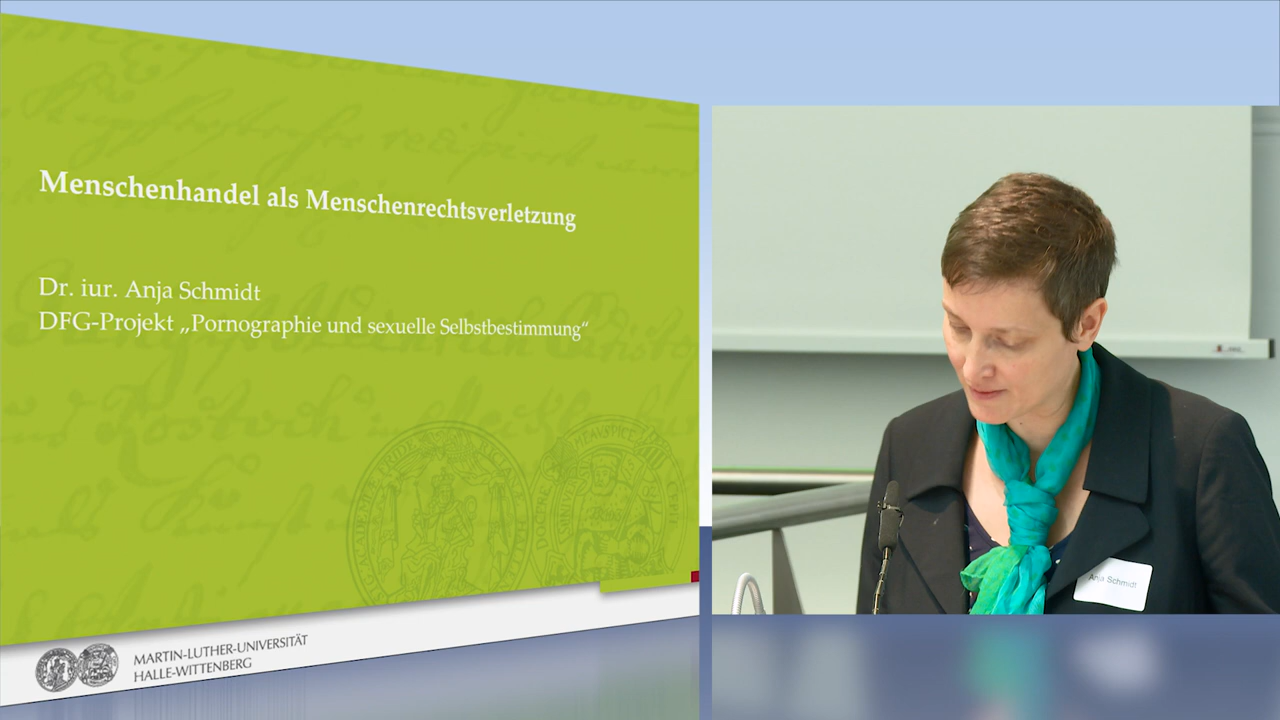 Menschenhandel als Menschenrechtsverletzung
Dr. iur. Anja Schmidt
DFG-Projekt „Pornographie und sexuelle Selbstbestimmung“
MARTIN-LUTHER-UNIVERSITÄT
HALLE-WITTENBERG
Anja Schmidt